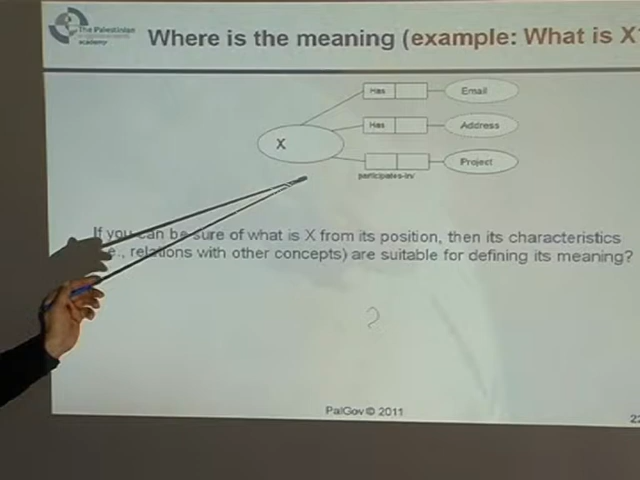 The Palestinian
academy
Where is the meaning (example: What is X
Has
Email
Has
Address
X
Project
participates-in/
If you can be sure of what is X from its position, then its characteristics
relations with other concepts) are suitable for defining its meaning?
?
PalGov © 2011